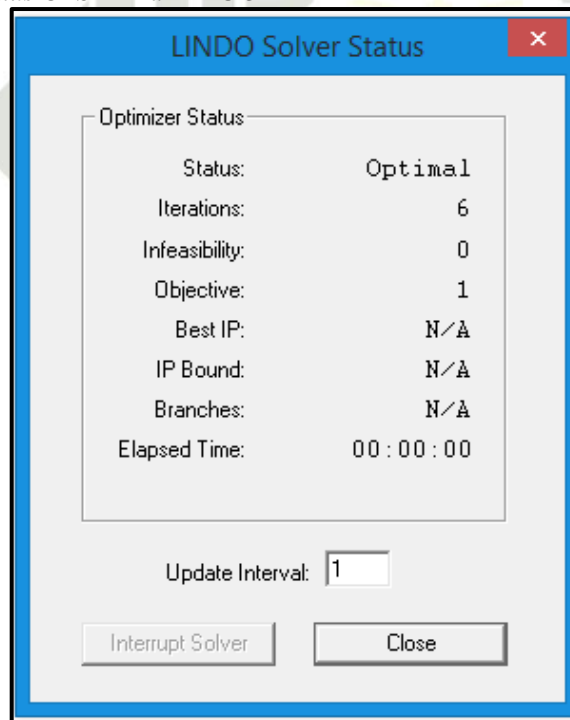 LINDO Solver Status
Optimizer Status
Status: Optimal
Iterations: 6
Infeasibility: 0
Objective: 1
Best IP: N/A
IP Bound: N/A
Branches: N/A
Elapsed Time: 00:00:00
Update Interval: 1
Interrupt Solver Close